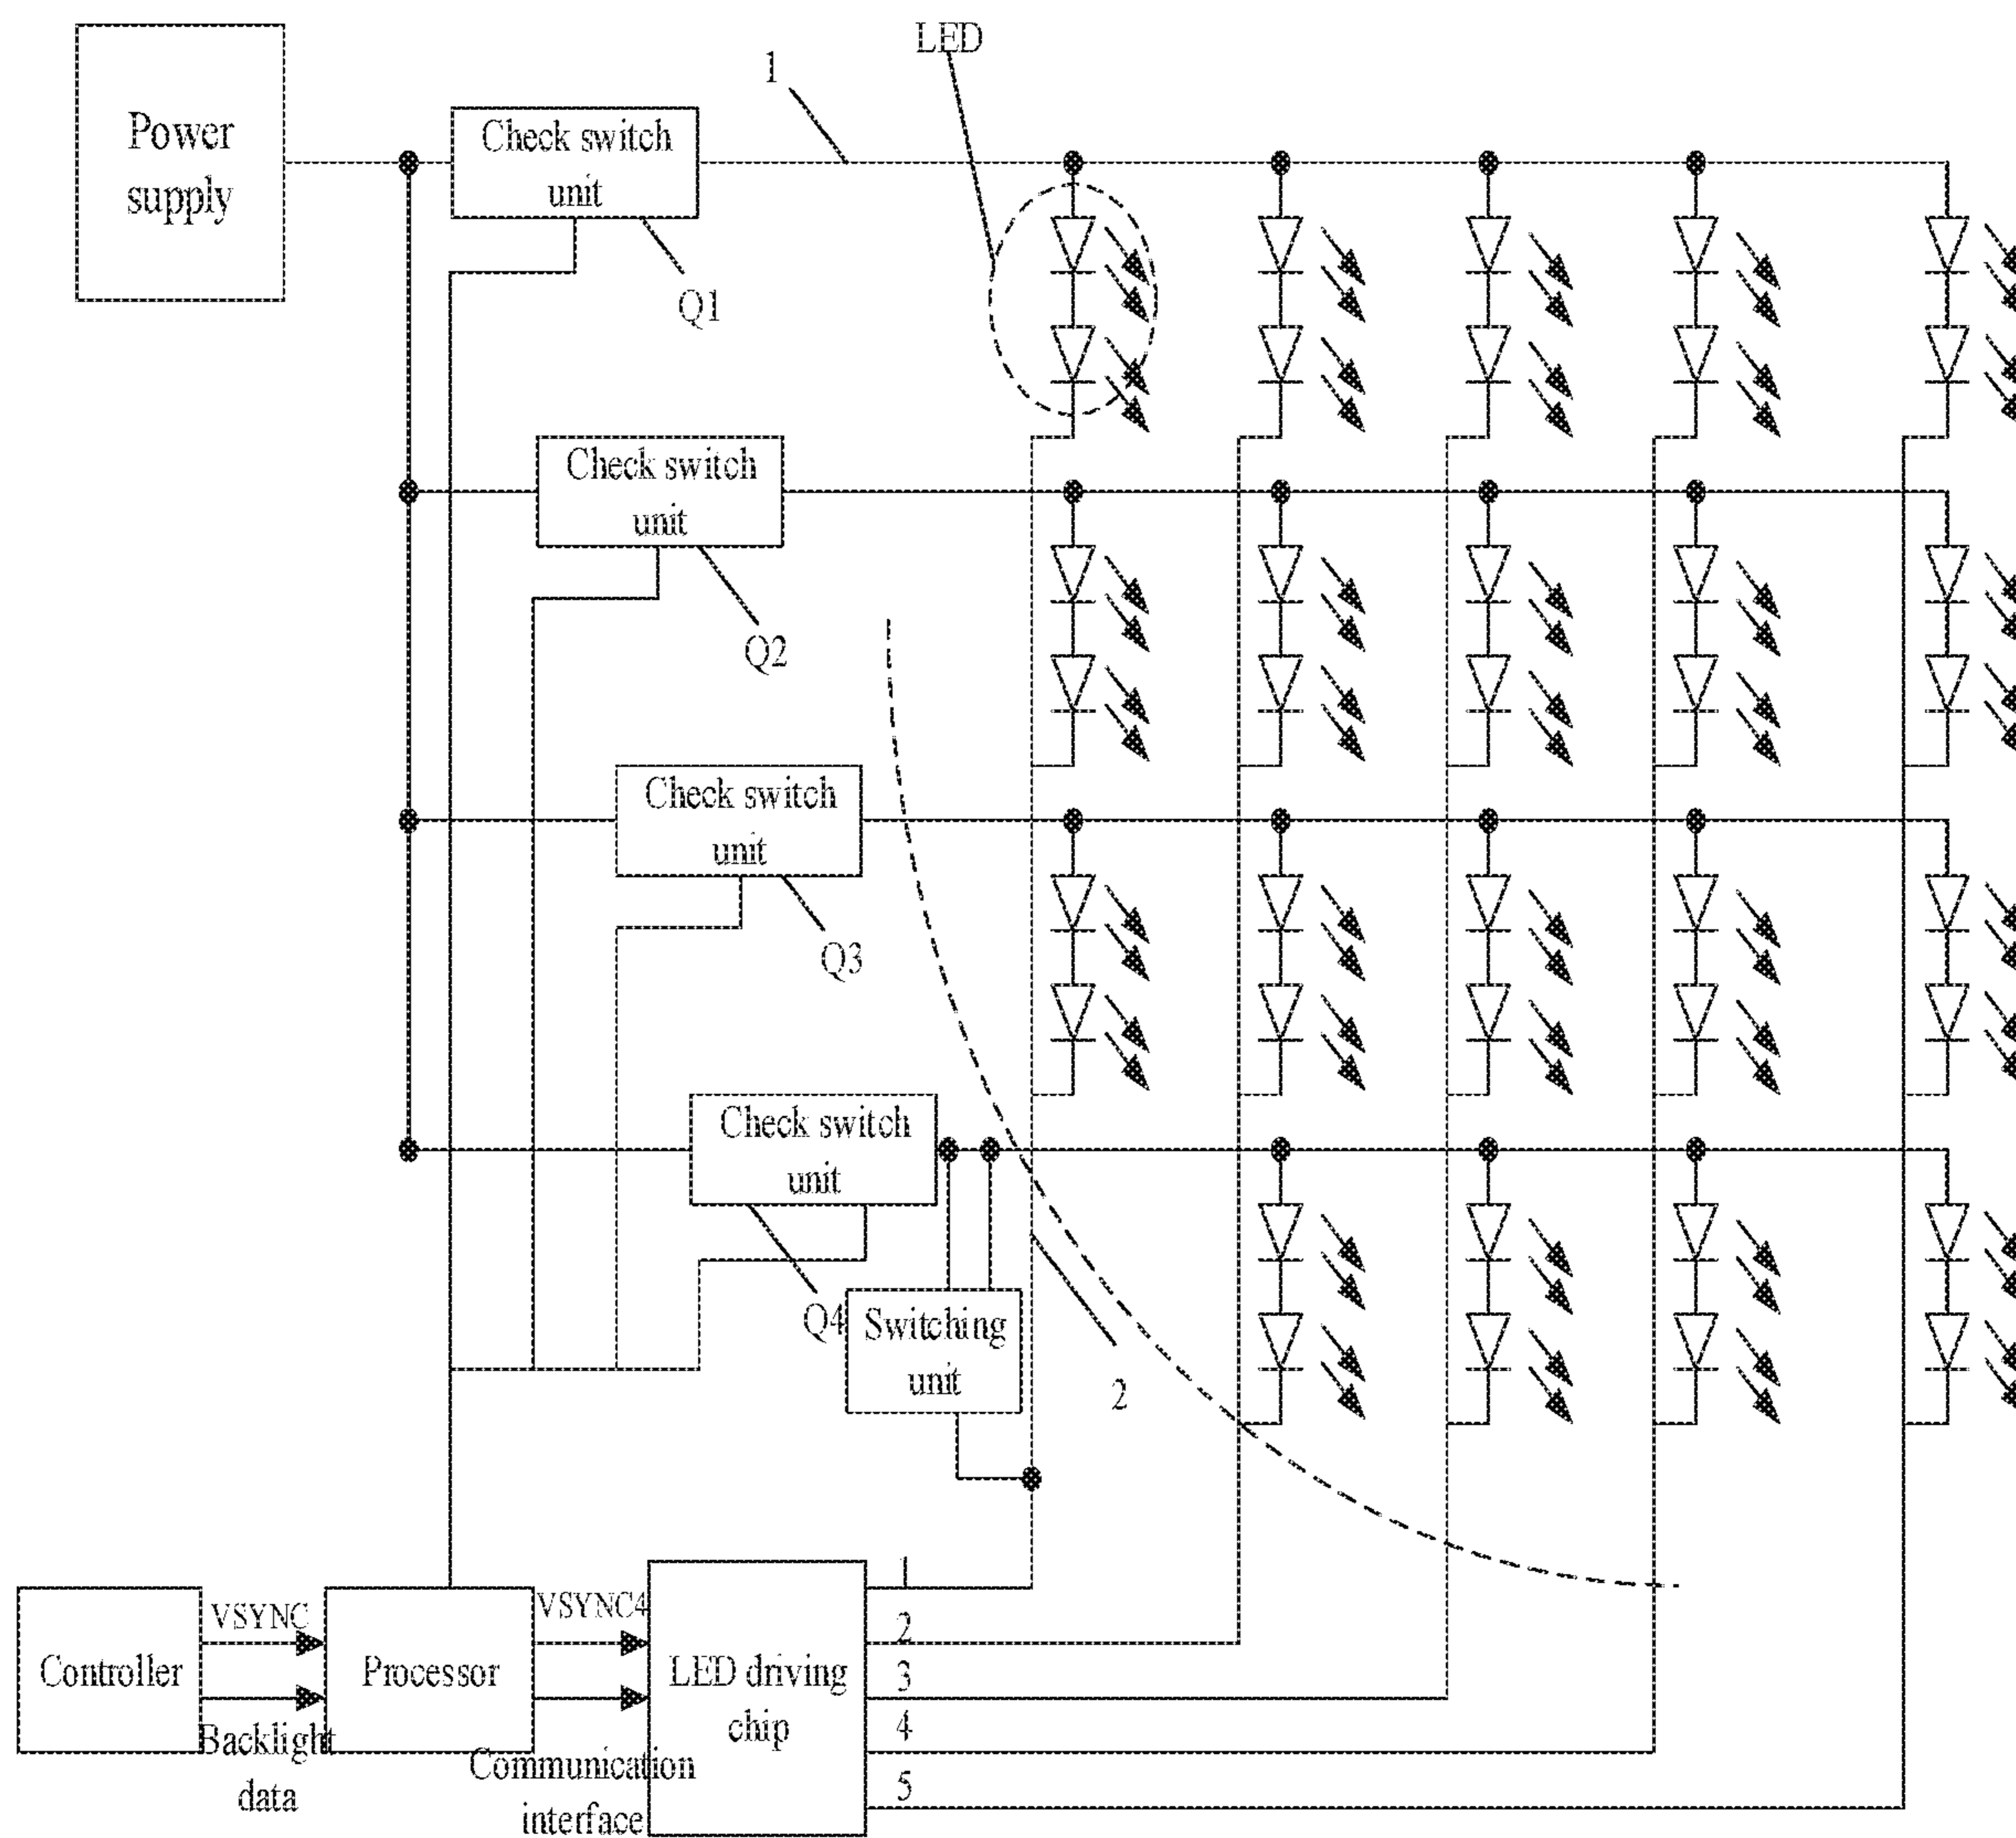 LED
1
Power
supply
Check switch
unit
Q1
Check switch
unit
Q2
Check switch
unit
Q3
Check switch
unit
Q4
Switching
unit
2
1
VSYNC
VSYNC4
2
Controller
Processor
LED driving
chip
3
4
Backlight
data
Communication
interface
5